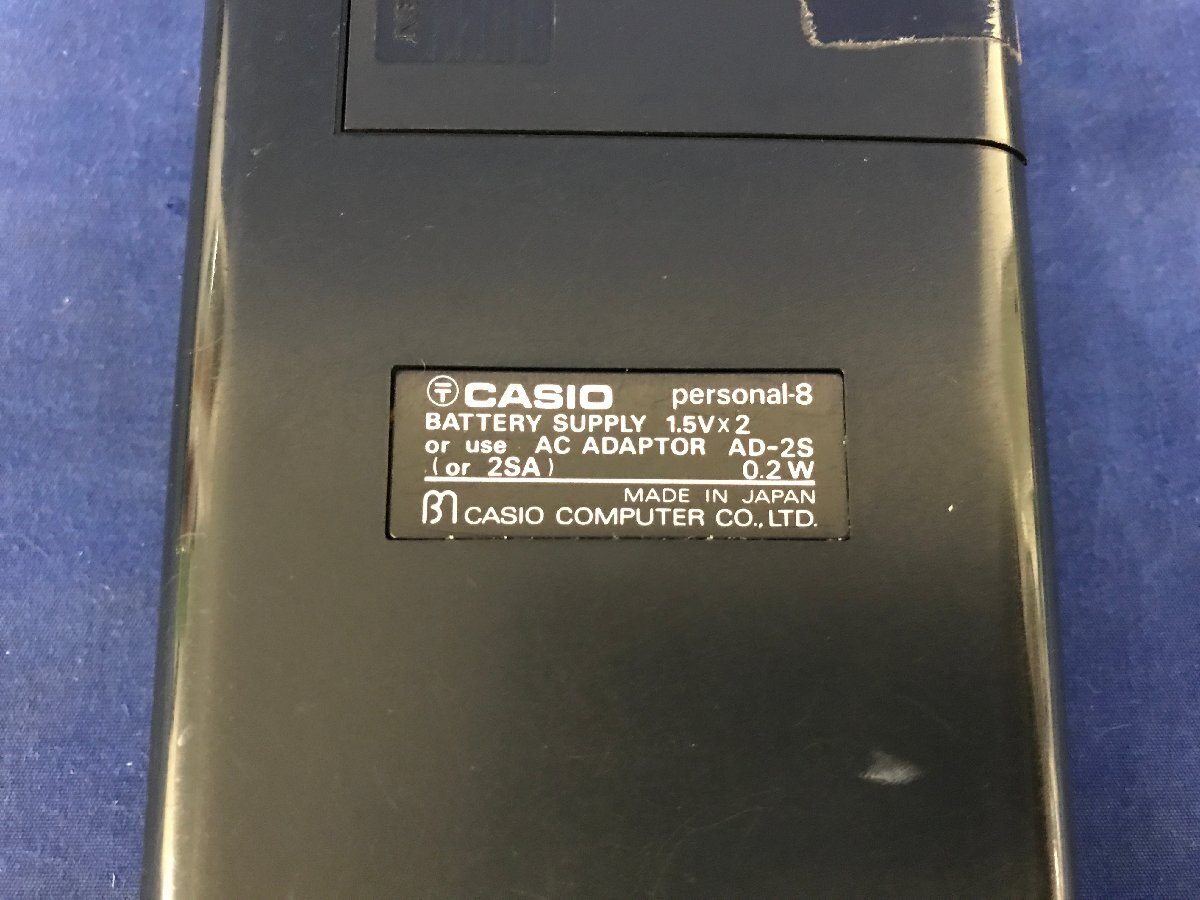 〶CASIO personal-8
BATTERY SUPPLY 1.5V×2
or use AC ADAPTOR AD-2S
(or 2SA) 0.2W
MADE IN JAPAN
CASIO COMPUTER CO.,LTD.